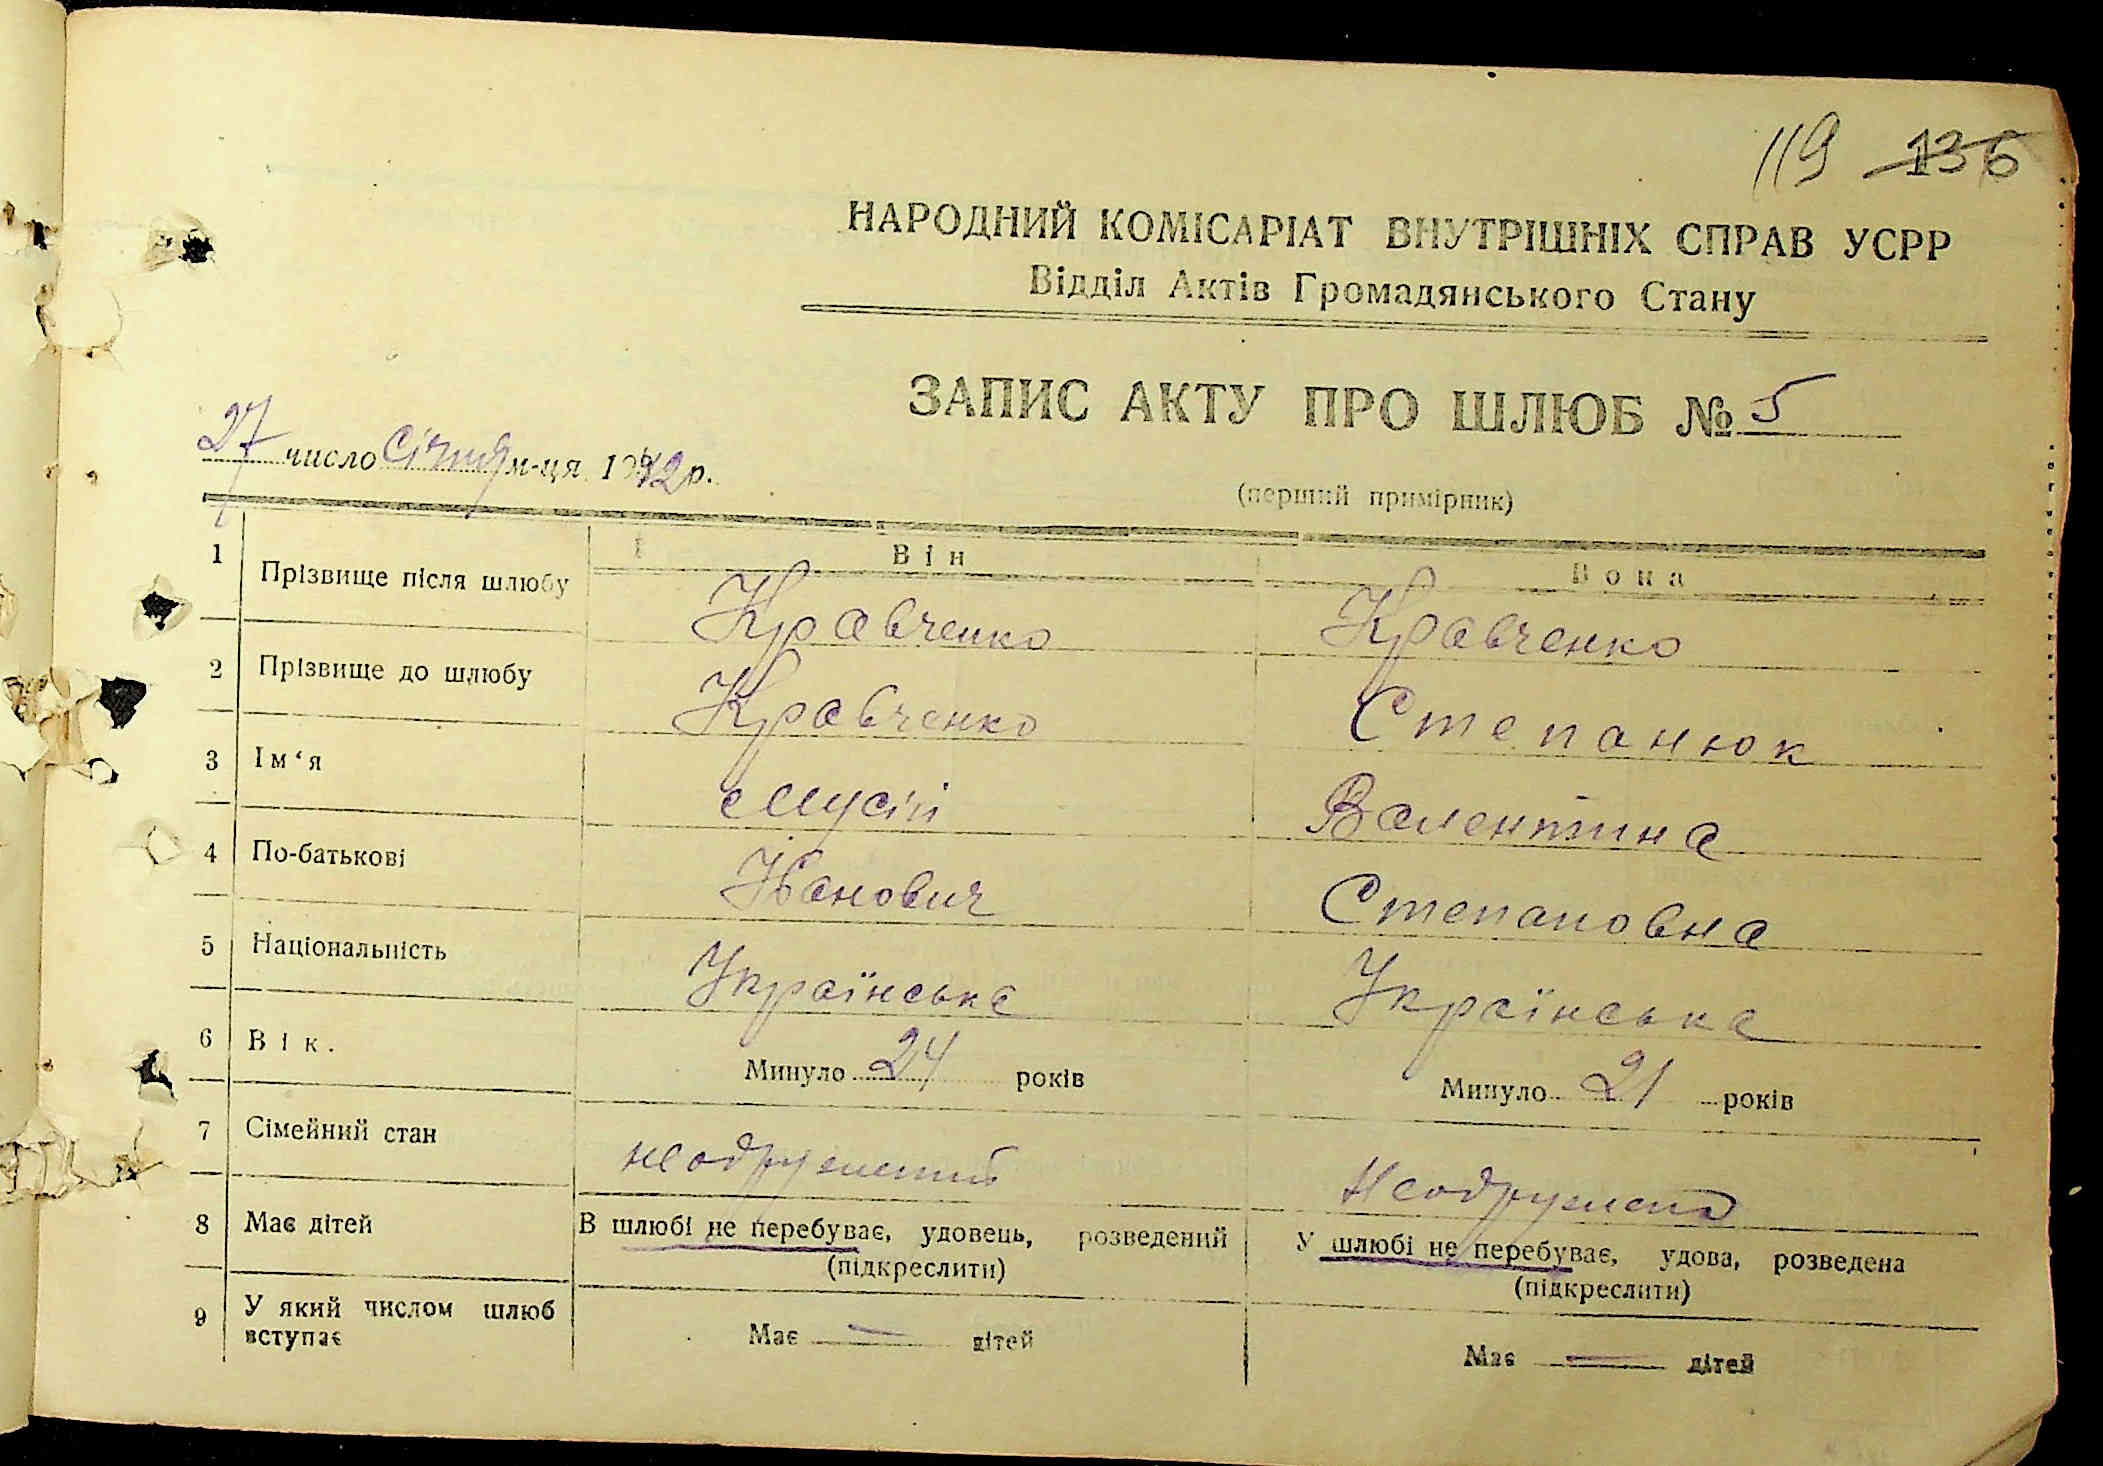 119 136
НАРОДНИЙ КОМІСАРІАТ ВНУТРІШНІХ СПРАВ УСРР
Відділ Актів Громадянського Стану
ЗАПИС АКТУ ПРО ШЛЮБ № 5
27 число Січня м-ця 1942 р.
(перший примірник)
Він Вона
1 Прізвище після шлюбу Кравченко Кравченко
2 Прізвище до шлюбу Кравченко Степанюк
3 Ім‘я Мусій Валентина
4 По-батькові Іванович Степановна
5 Національність Українська Українська
6 Вік. Минуло 24 років Минуло 21 років
7 Сімейний стан неодружений Неодружена
8 Має дітей В шлюбі не перебуває, удовець, розведений У шлюбі не перебуває, удова, розведена
(підкреслити) (підкреслити)
9 У який числом шлюб вступає Має — дітей Має — дітей